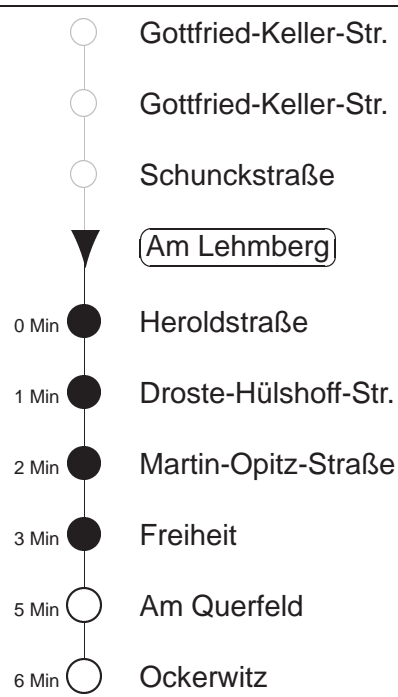 Gottfried-Keller-Str.
Gottfried-Keller-Str.
Schunckstraße
Am Lehmberg
0 Min Heroldstraße
1 Min Droste-Hülshoff-Str.
2 Min Martin-Opitz-Straße
3 Min Freiheit
5 Min Am Querfeld
6 Min Ockerwitz